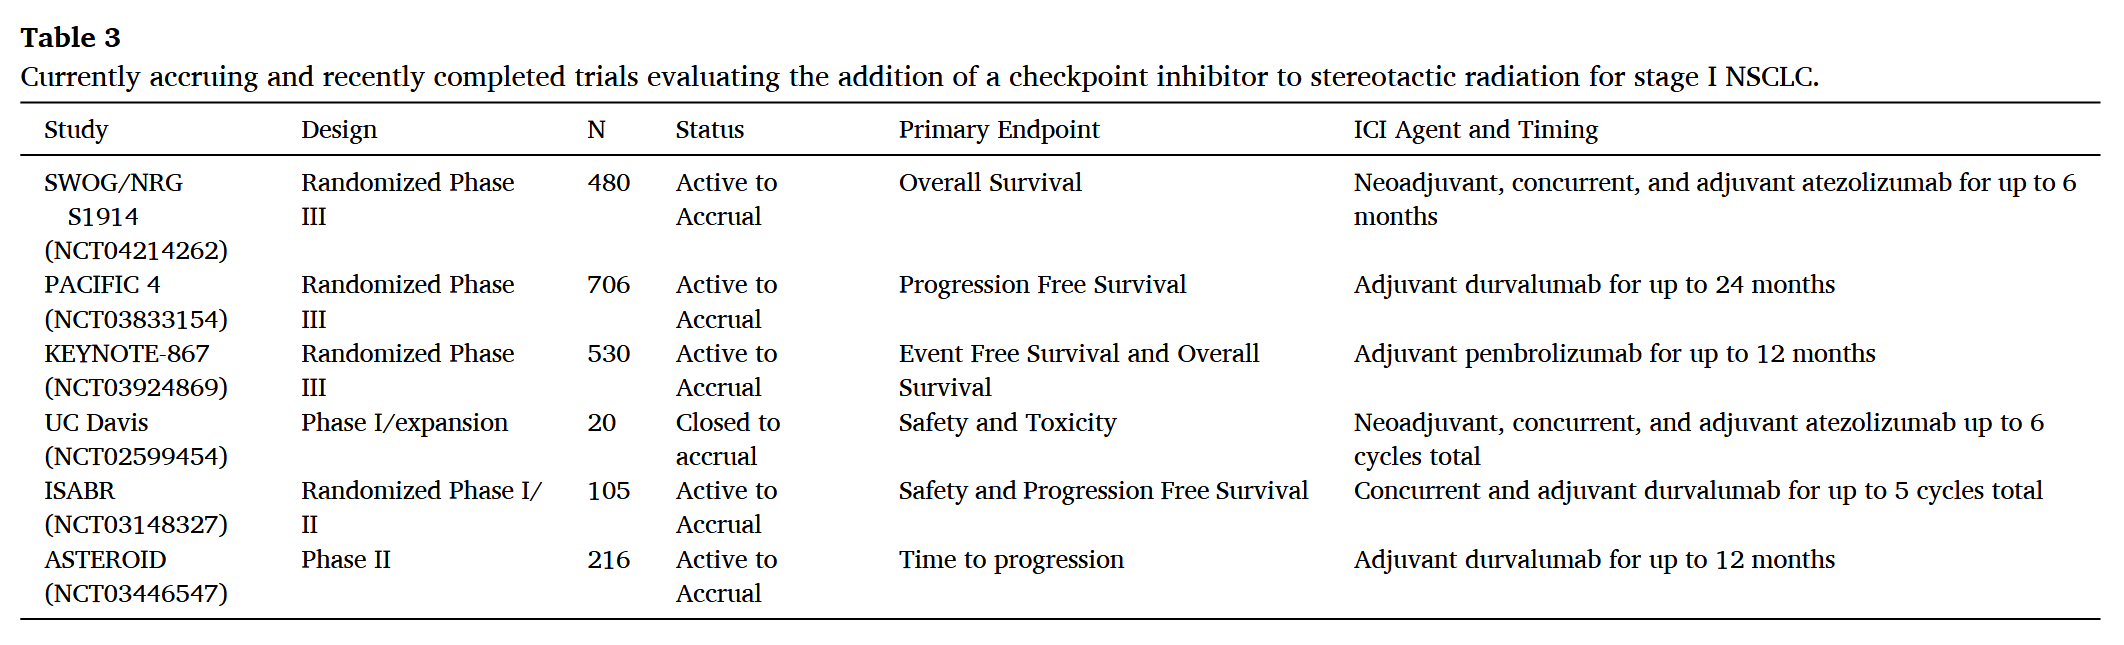 Table 3
Currently accruing and recently completed trials evaluating the addition of a checkpoint inhibitor to stereotactic radiation for stage I NSCLC.
Study Design N Status Primary Endpoint ICI Agent and Timing
SWOG/NRG Randomized Phase 480 Active to Overall Survival Neoadjuvant, concurrent, and adjuvant atezolizumab for up to 6
S1914 III Accrual months
(NCT04214262)
PACIFIC 4 Randomized Phase 706 Active to Progression Free Survival Adjuvant durvalumab for up to 24 months
(NCT03833154) III Accrual
KEYNOTE-867 Randomized Phase 530 Active to Event Free Survival and Overall Adjuvant pembrolizumab for up to 12 months
(NCT03924869) III Accrual Survival
UC Davis Phase I/expansion 20 Closed to Safety and Toxicity Neoadjuvant, concurrent, and adjuvant atezolizumab up to 6
(NCT02599454) accrual cycles total
ISABR Randomized Phase I/ 105 Active to Safety and Progression Free Survival Concurrent and adjuvant durvalumab for up to 5 cycles total
(NCT03148327) II Accrual
ASTEROID Phase II 216 Active to Time to progression Adjuvant durvalumab for up to 12 months
(NCT03446547) Accrual